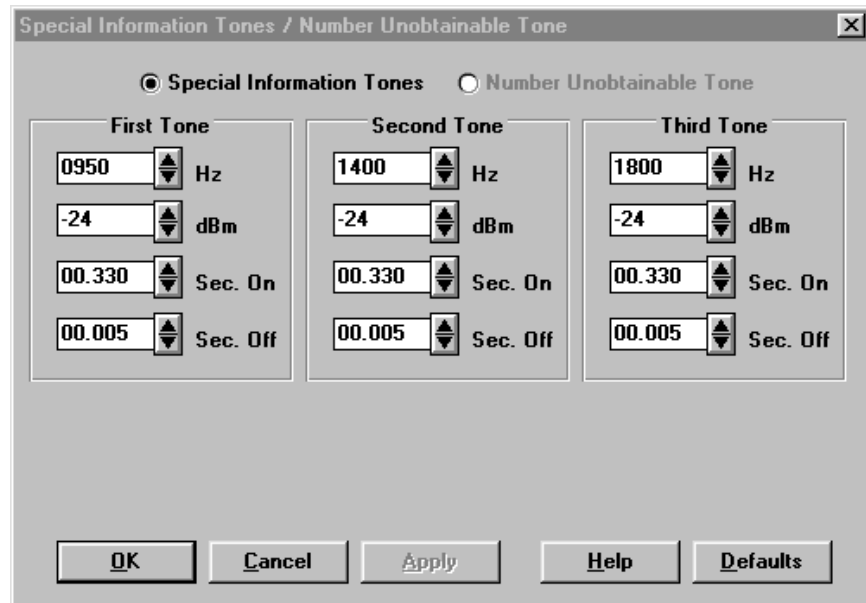 Special Information Tones / Number Unobtainable Tone
Special Information Tones Number Unobtainable Tone
First Tone Second Tone Third Tone
0950 Hz 1400 Hz 1800 Hz
-24 dBm -24 dBm -24 dBm
00.330 Sec. On 00.330 Sec. On 00.330 Sec. On
00.005 Sec. Off 00.005 Sec. Off 00.005 Sec. Off
OK Cancel Apply Help Defaults